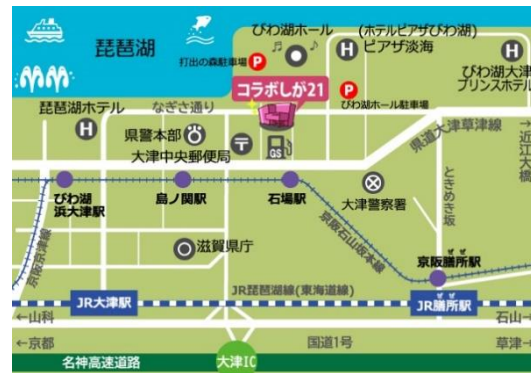 びわ湖ホール
(ホテルピアザびわ湖)
ピアザ淡海
琵琶湖
打出の森駐車場
P
H
H
びわ湖大津
プリンスホテル
コラボしが21
P
びわ湖ホール駐車場
琵琶湖ホテル
なぎさ通り
H
県警本部
大津中央郵便局
〒
GS
県道大津草津線
→近江大橋
びわ湖
浜大津駅
島ノ関駅
石場駅
大津警察署
ときめき坂
京阪京津線
滋賀県庁
京阪石山坂本線
ぜぜ
京阪膳所駅
JR大津駅
JR琵琶湖線(東海道線)
ぜぜ
JR膳所駅
←山科
石山→
←京都
国道1号
草津→
名神高速道路
大津IC